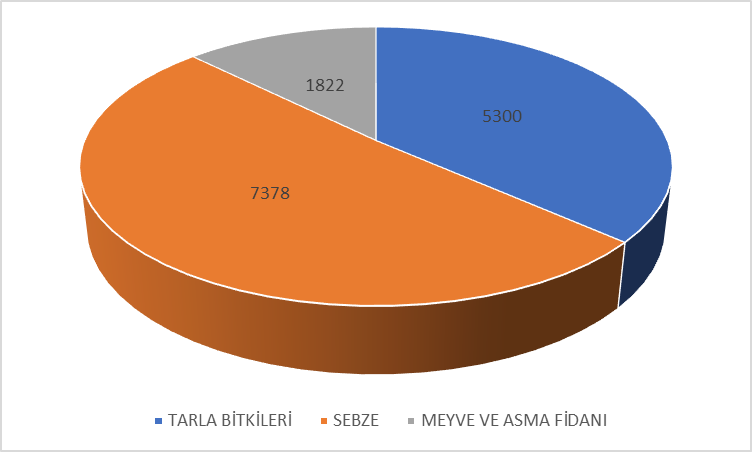 1822
5300
7378
TARLA BİTKİLERİ SEBZE MEYVE VE ASMA FİDANI